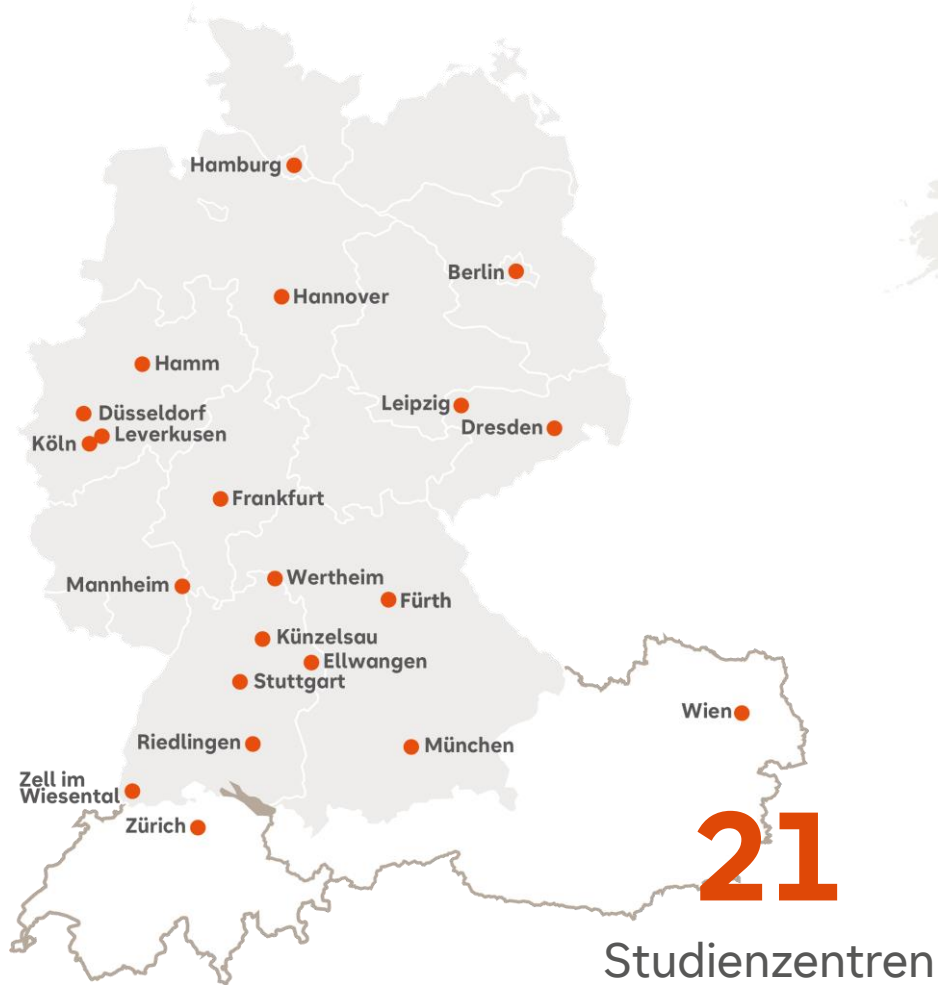 Hamburg
Berlin
Hannover
Hamm
Leipzig
Düsseldorf
Dresden
Leverkusen
Köln
Frankfurt
Wertheim
Mannheim
Fürth
Künzelsau
Ellwangen
Stuttgart
Wien
Riedlingen
München
Zell im
Wiesental
Zürich
21
Studienzentren